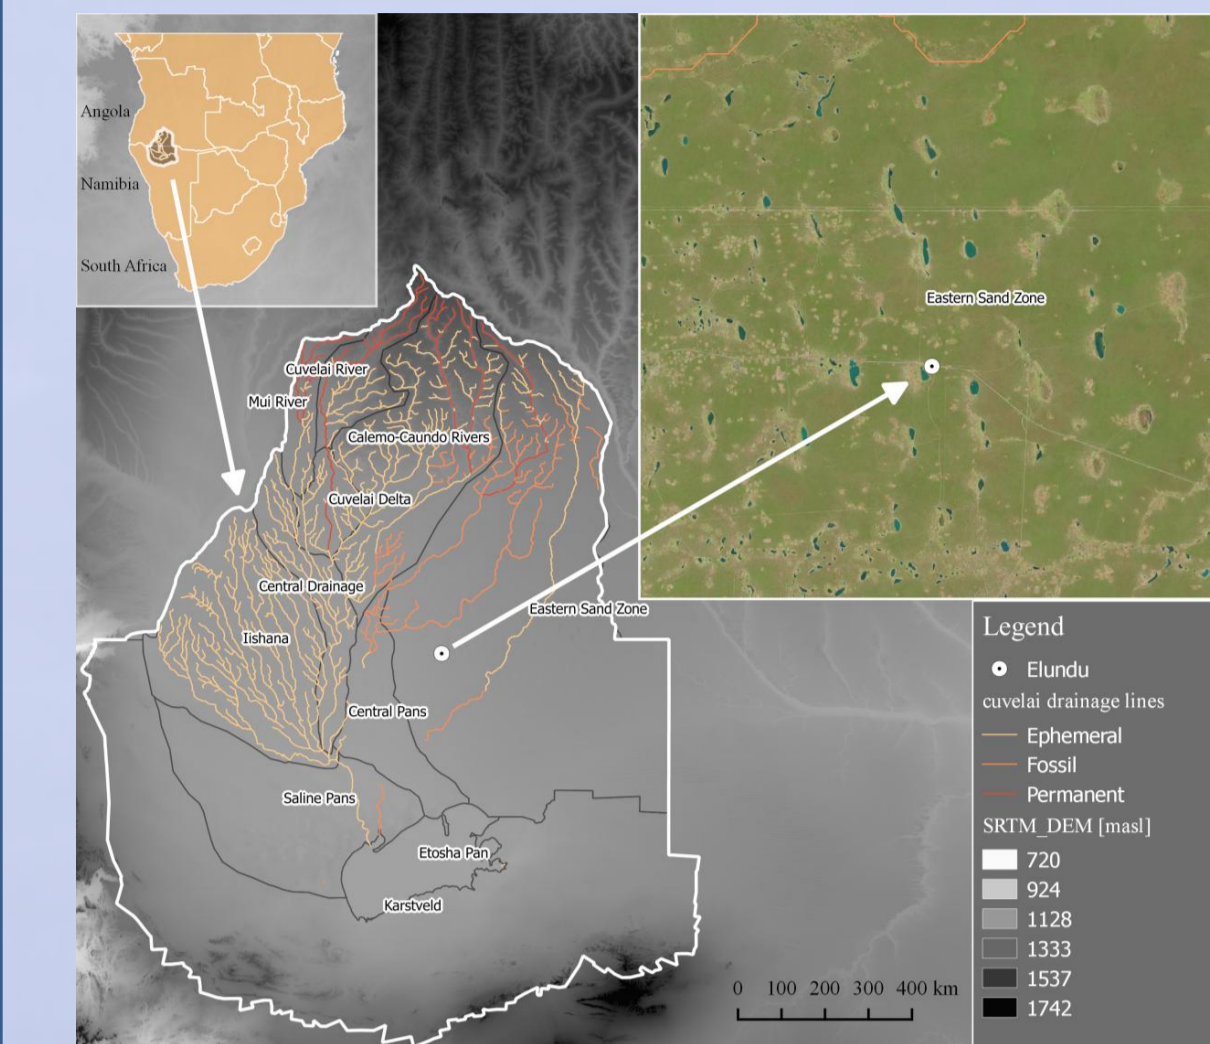 Angola
Namibia
South Africa
Eastern Sand Zone
Cuvelai River
Mui River
Calemo-Caundo Rivers
Cuvelai Delta
Central Drainage
Eastern Sand Zone
Iishana
Central Pans
Saline Pans
Etosha Pan
Karstveld
0 100 200 300 400 km
Legend
Elundu
cuvelai drainage lines
Ephemeral
Fossil
Permanent
SRTM_DEM [masl]
720
924
1128
1333
1537
1742